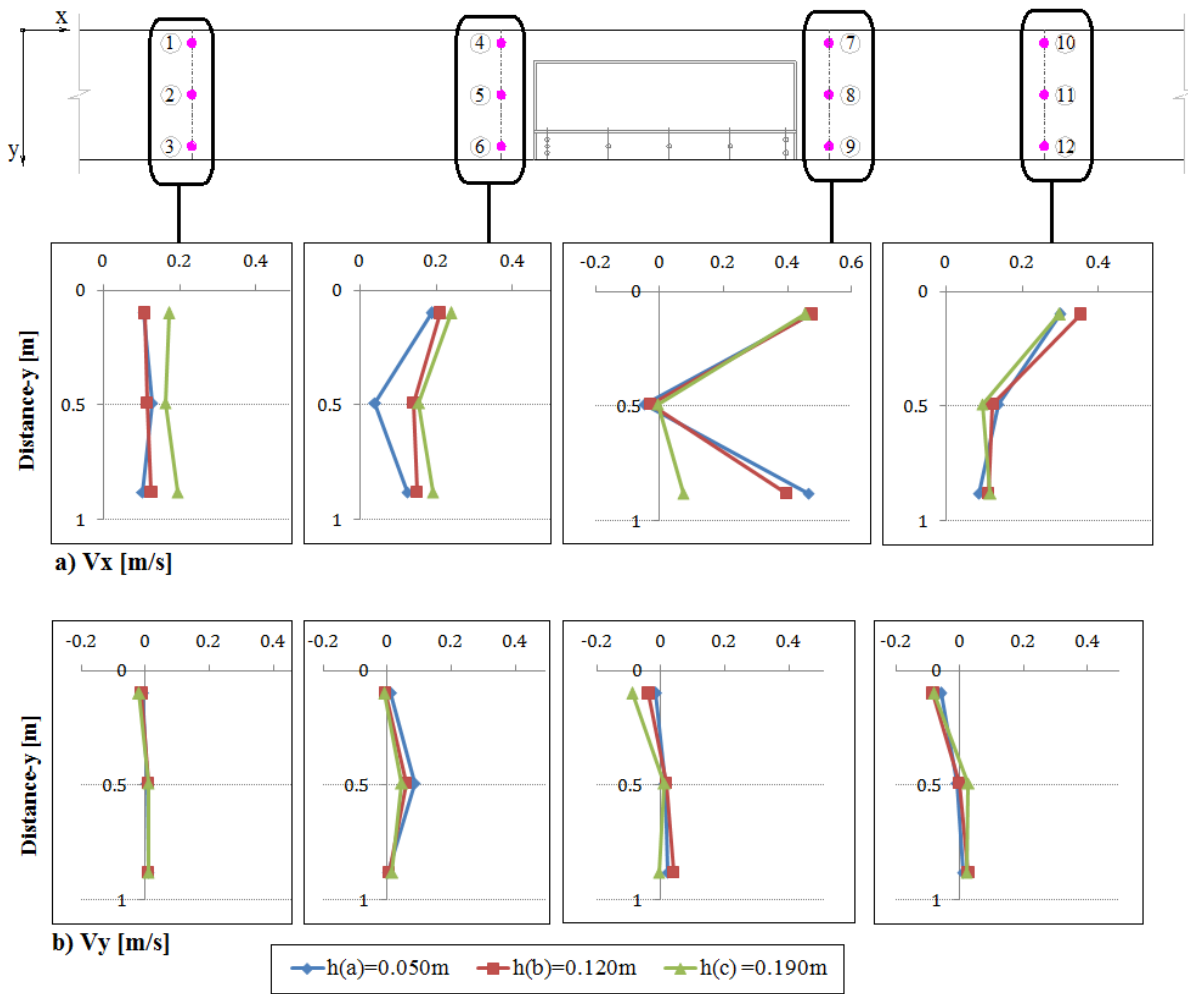 x
1 4 7 10
2 5 8 11
y 3 6 9 12
0 0.2 0.4 0 0.2 0.4 -0.2 0 0.2 0.4 0.6 0 0.2 0.4
0 0 0 0
Distance-y [m]
0.5 0.5 0.5 0.5
1 1 1 1
a) Vx [m/s]
-0.2 0 0.2 0.4 -0.2 0 0.2 0.4 -0.2 0 0.2 0.4 -0.2 0 0.2 0.4
0 0 0 0
Distance-y [m]
0.5 0.5 0.5 0.5
1 1 1 1
b) Vy [m/s]
h(a)=0.050m h(b)=0.120m h(c) =0.190m